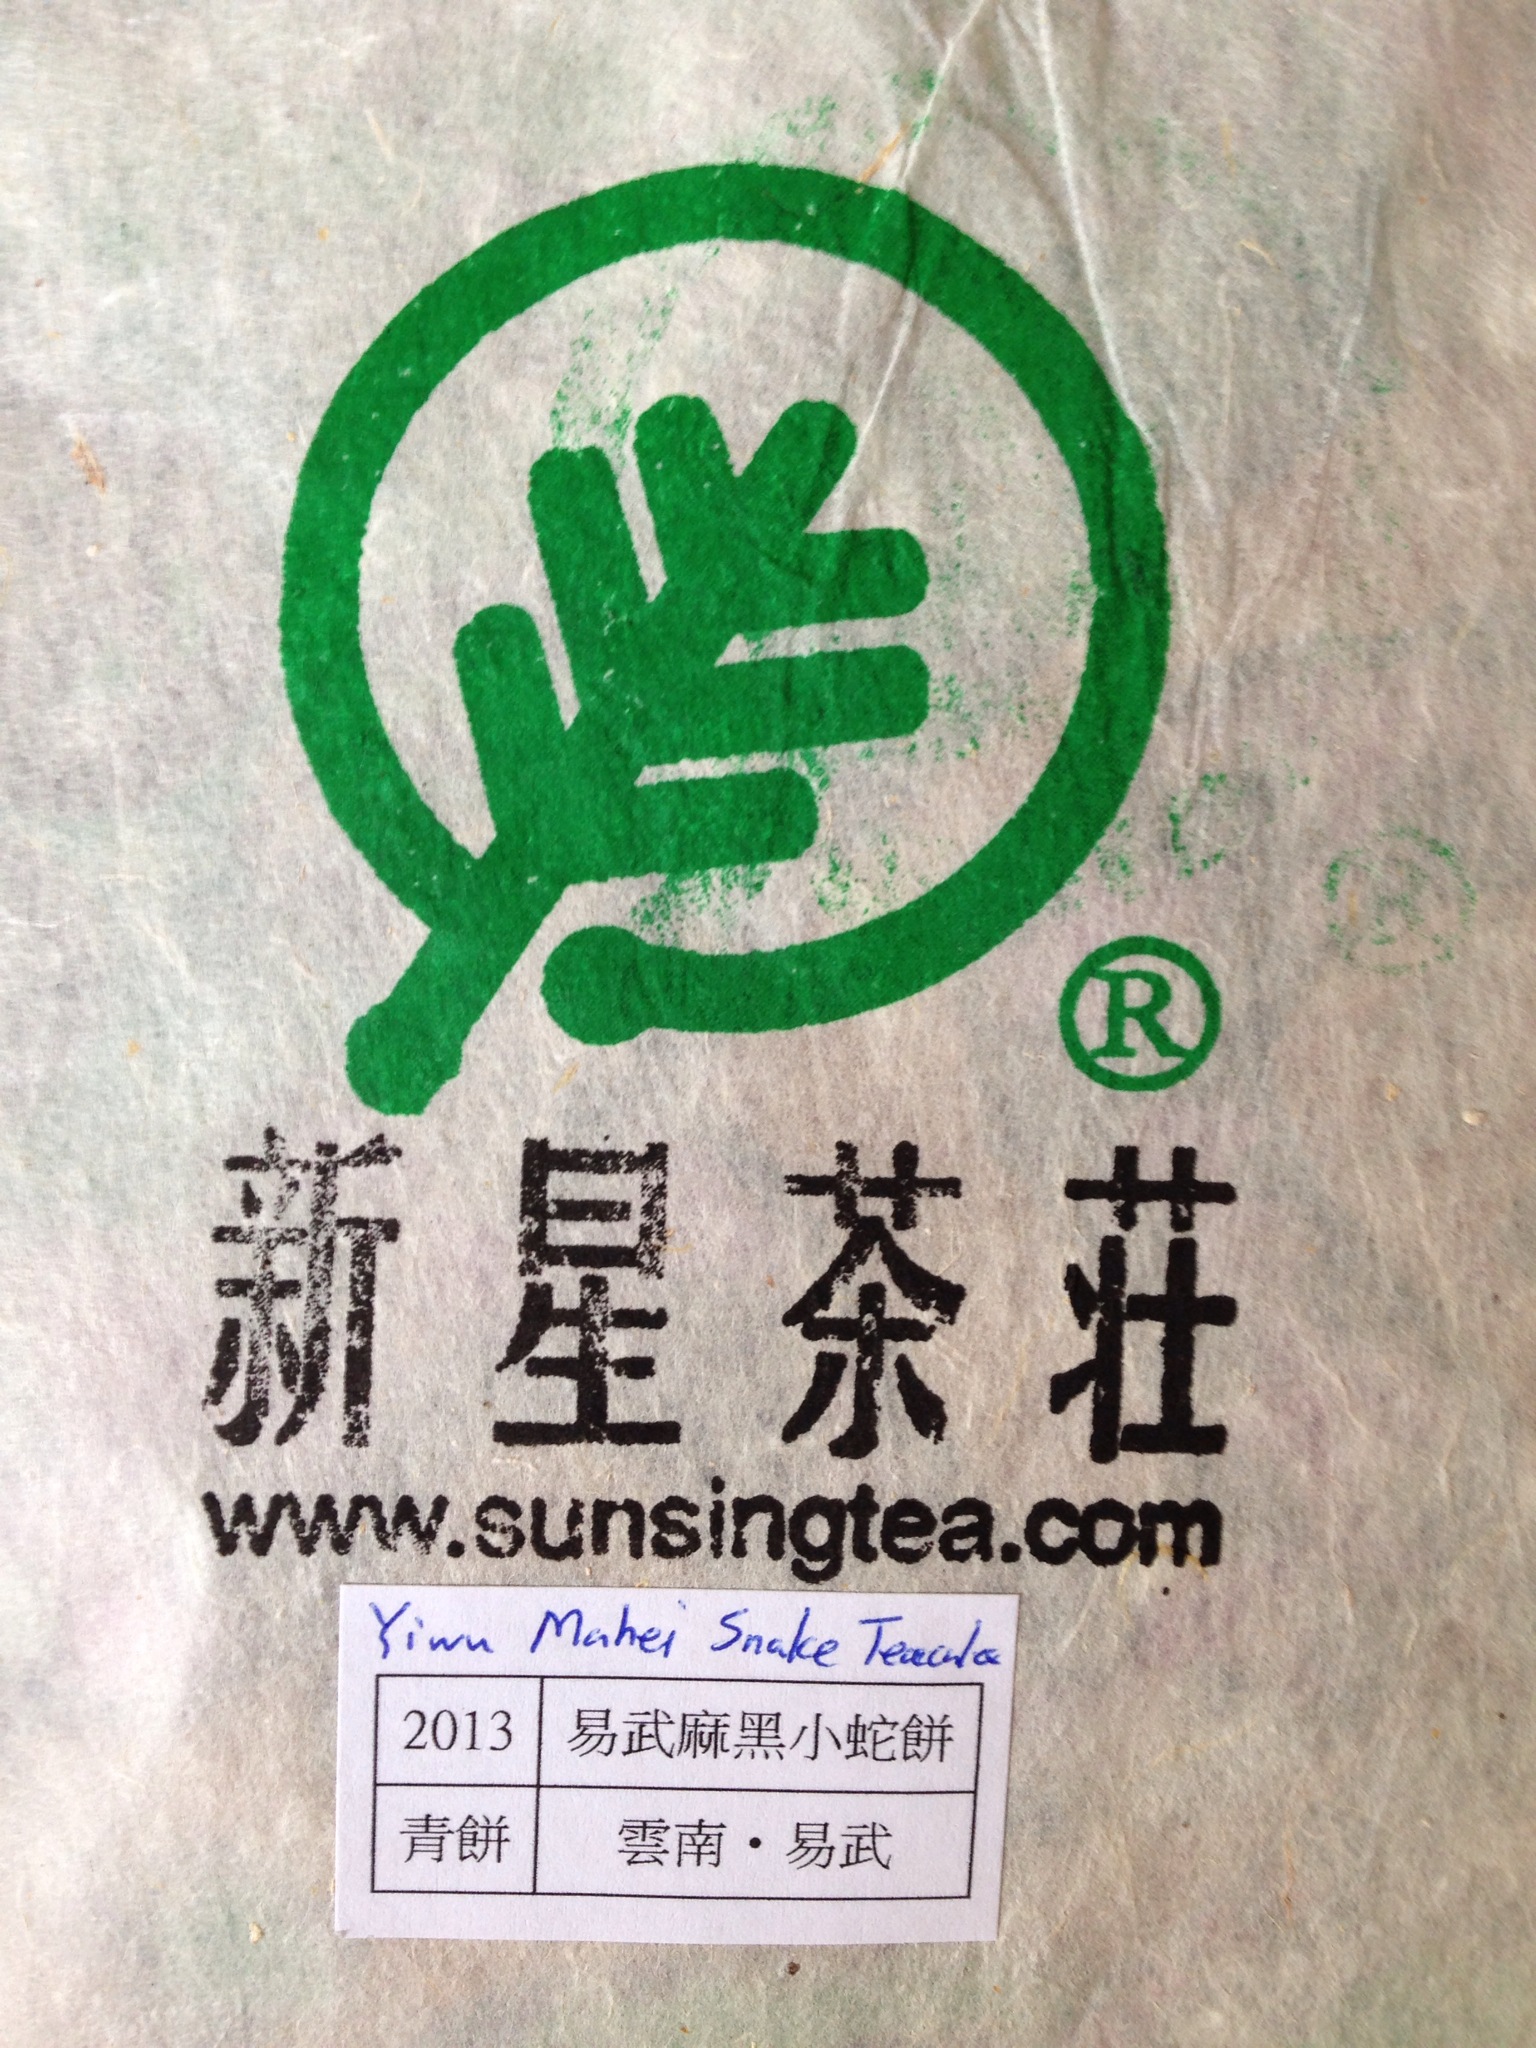 ®
新星茶荘
www.sunsingtea.com
Yiwu Mahei Snake Teacake
2013 易武麻黑小蛇餅
青餅 雲南・易武